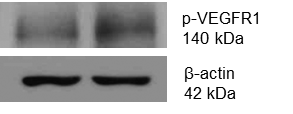 p-VEGFR1
140 kDa
β-actin
42 kDa